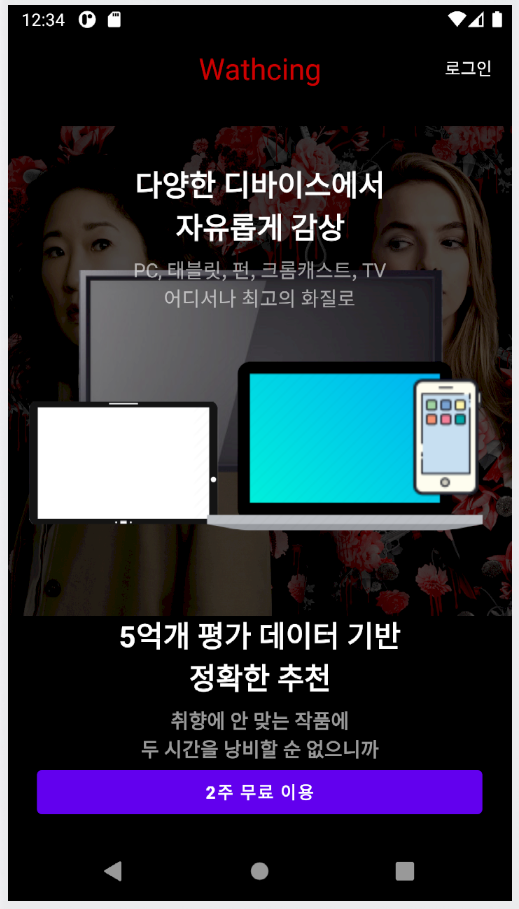 12:34
Wathcing
로그인
다양한 디바이스에서
자유롭게 감상
PC, 태블릿, 펀, 크롬캐스트, TV
어디서나 최고의 화질로
5억개 평가 데이터 기반
정확한 추천
취향에 안 맞는 작품에
두 시간을 낭비할 순 없으니까
2주 무료 이용